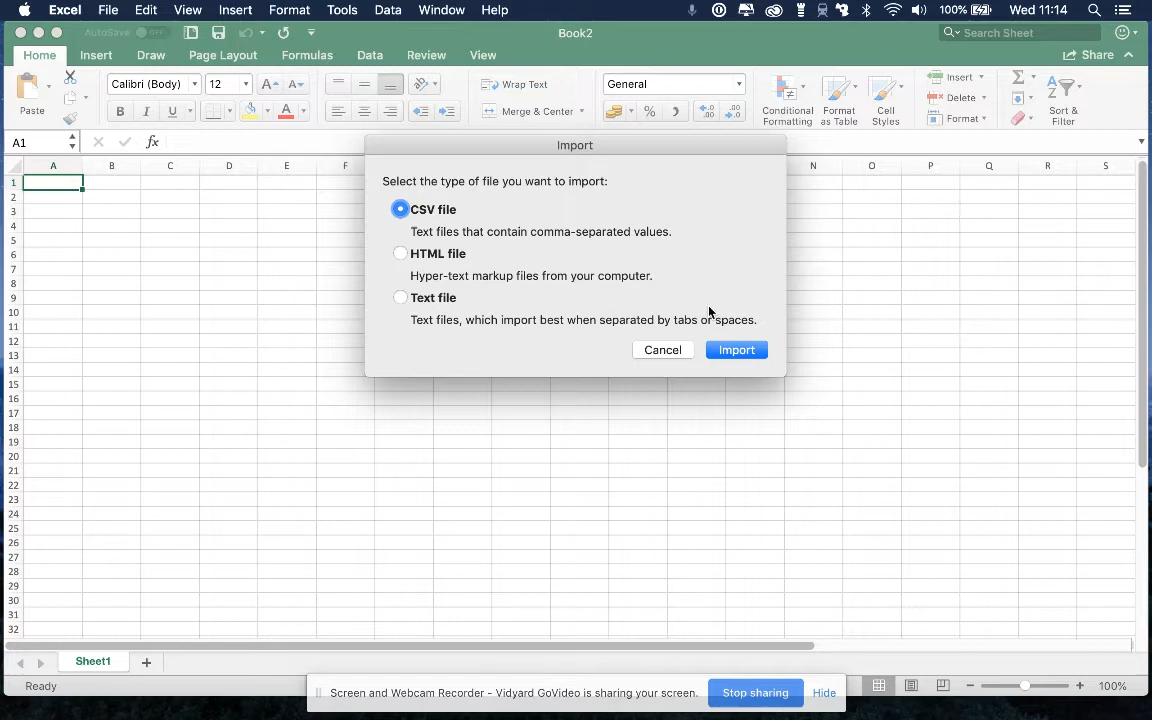 Excel File Edit View Insert Format Tools Data Window Help 100% Wed 11:14
AutoSave OFF Book2 Search Sheet
Home Insert Draw Page Layout Formulas Data Review View Share
Paste Calibri (Body) 12 A A Wrap Text General Conditional Formatting Format as Table Cell Styles Insert Σ Sort & Filter
B I U A Merge & Center % Delete
Format
A1 fx
A B C D E F N O P Q R S
Import
Select the type of file you want to import:
CSV file
Text files that contain comma-separated values.
HTML file
Hyper-text markup files from your computer.
Text file
Text files, which import best when separated by tabs or spaces.
Cancel Import
1
2
3
4
5
6
7
8
9
10
11
12
13
14
15
16
17
18
19
20
21
22
23
24
25
26
27
28
29
30
31
32
Sheet1 +
Ready 100%
Screen and Webcam Recorder - Vidyard GoVideo is sharing your screen. Stop sharing Hide